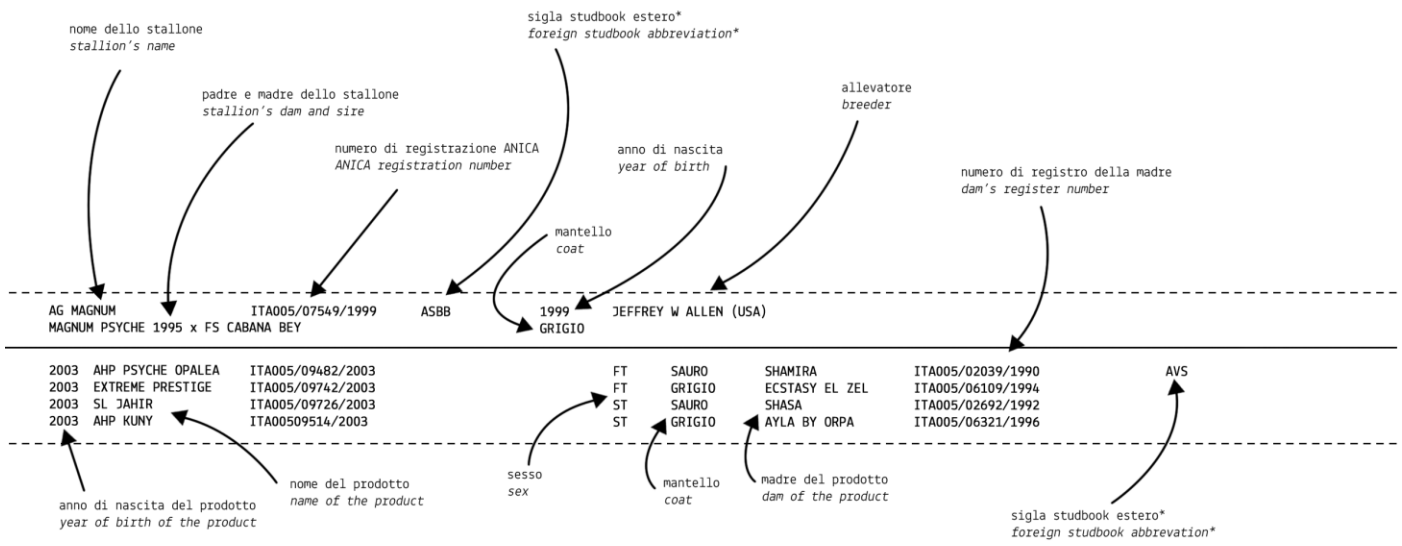 sigla studbook estero*
foreign studbook abbreviation*
nome dello stallone
stallion's name
padre e madre dello stallone
stallion's dam and sire
allevatore
breeder
numero di registrazione ANICA
ANICA registration number
anno di nascita
year of birth
numero di registro della madre
dam's register number
mantello
coat
AG MAGNUM ITA005/07549/1999 ASBB 1999 JEFFREY W ALLEN (USA)
MAGNUM PSYCHE 1995 x FS CABANA BEY GRIGIO
2003 AHP PSYCHE OPALEA ITA005/09482/2003 FT SAURO SHAMIRA ITA005/02039/1990 AVS
2003 EXTREME PRESTIGE ITA005/09742/2003 FT GRIGIO ECSTASY EL ZEL ITA005/06109/1994
2003 SL JAHIR ITA005/09726/2003 ST SAURO SHASA ITA005/02692/1992
2003 AHP KUNY ITA00509514/2003 ST GRIGIO AYLA BY ORPA ITA005/06321/1996
anno di nascita del prodotto
year of birth of the product
nome del prodotto
name of the product
sesso
sex
mantello
coat
madre del prodotto
dam of the product
sigla studbook estero*
foreign studbook abbrevation*